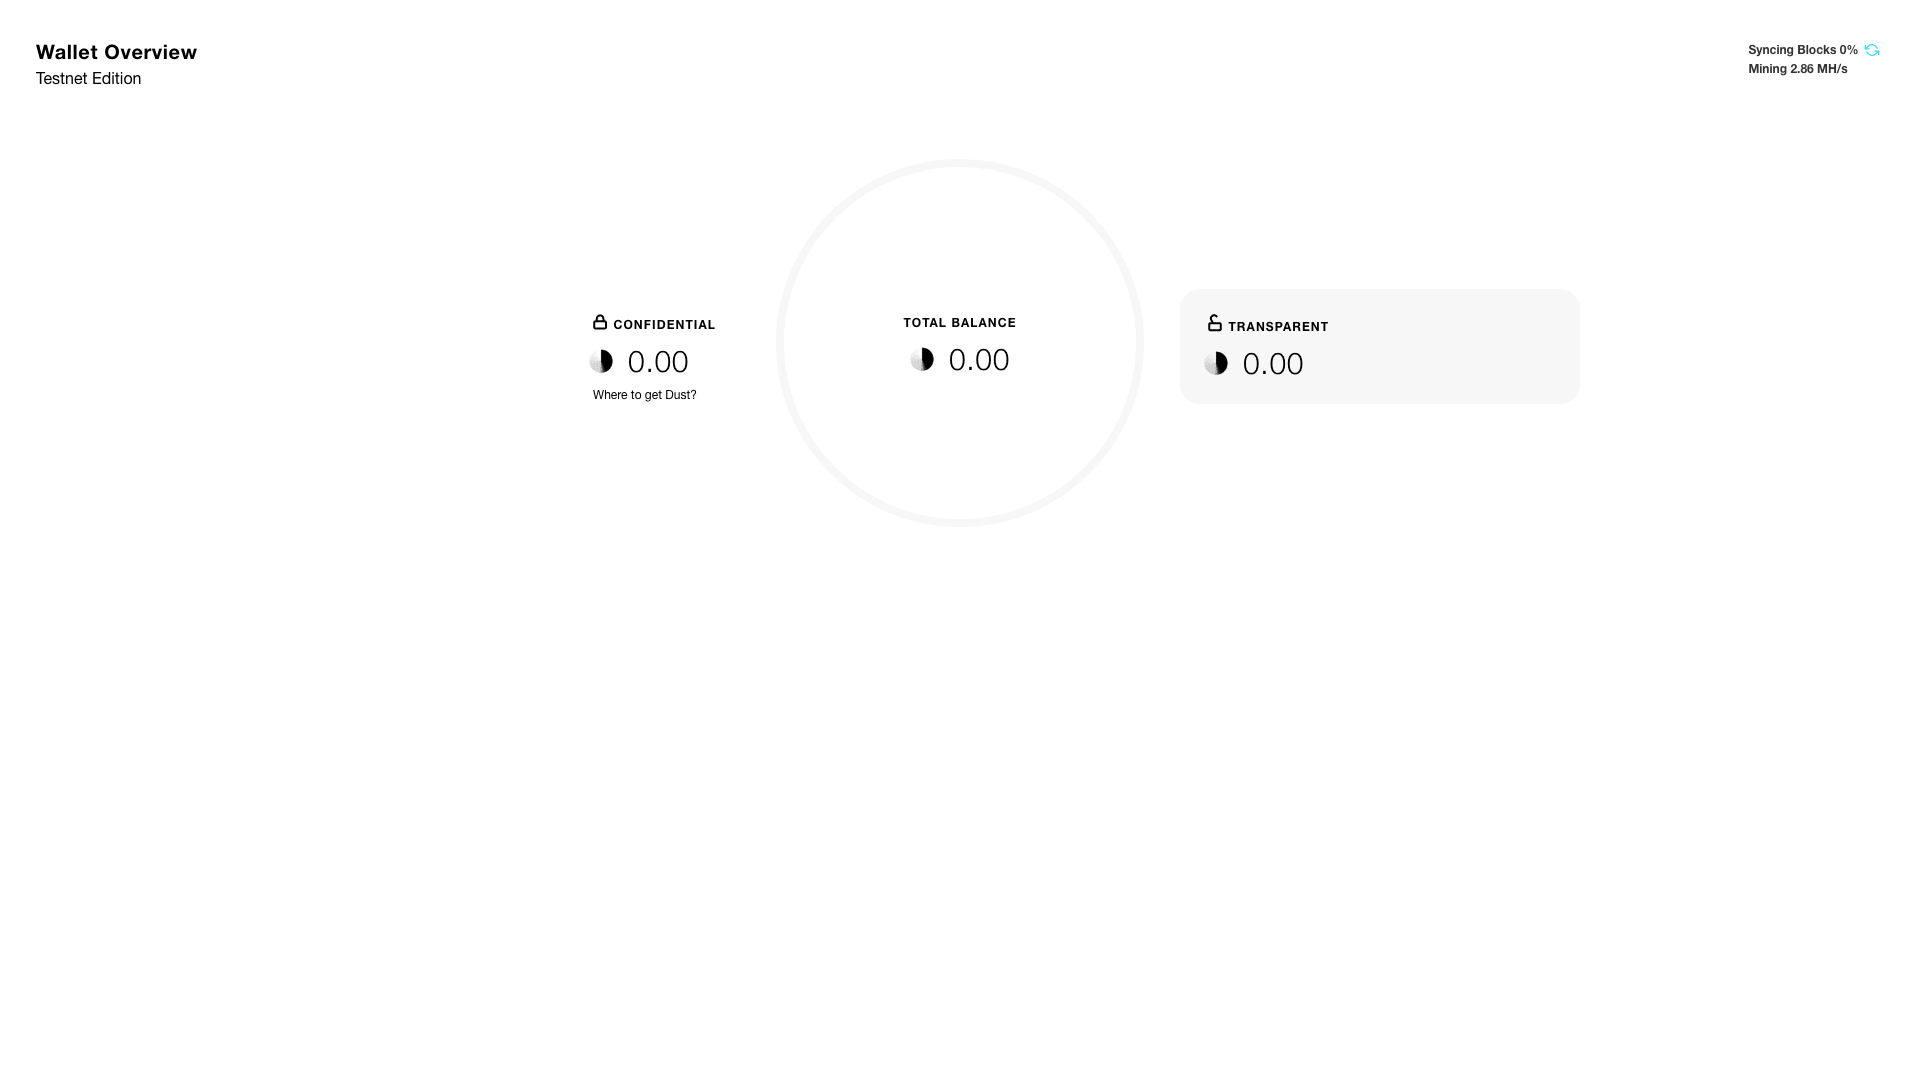 Wallet Overview
Testnet Edition
Syncing Blocks 0%
Mining 2.86 MH/s
CONFIDENTIAL
0.00
Where to get Dust?
TOTAL BALANCE
0.00
TRANSPARENT
0.00